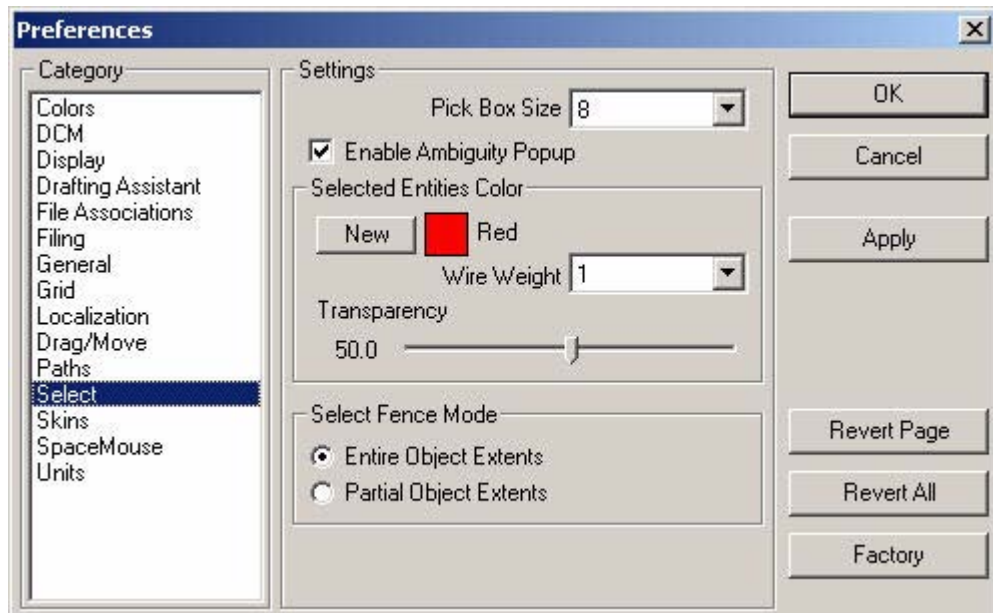 Preferences
Category
Colors
DCM
Display
Drafting Assistant
File Associations
Filing
General
Grid
Localization
Drag/Move
Paths
Select
Skins
SpaceMouse
Units
Settings
Pick Box Size 8
Enable Ambiguity Popup
Selected Entities Color
New Red
Wire Weight 1
Transparency
50.0
Select Fence Mode
Entire Object Extents
Partial Object Extents
OK
Cancel
Apply
Revert Page
Revert All
Factory